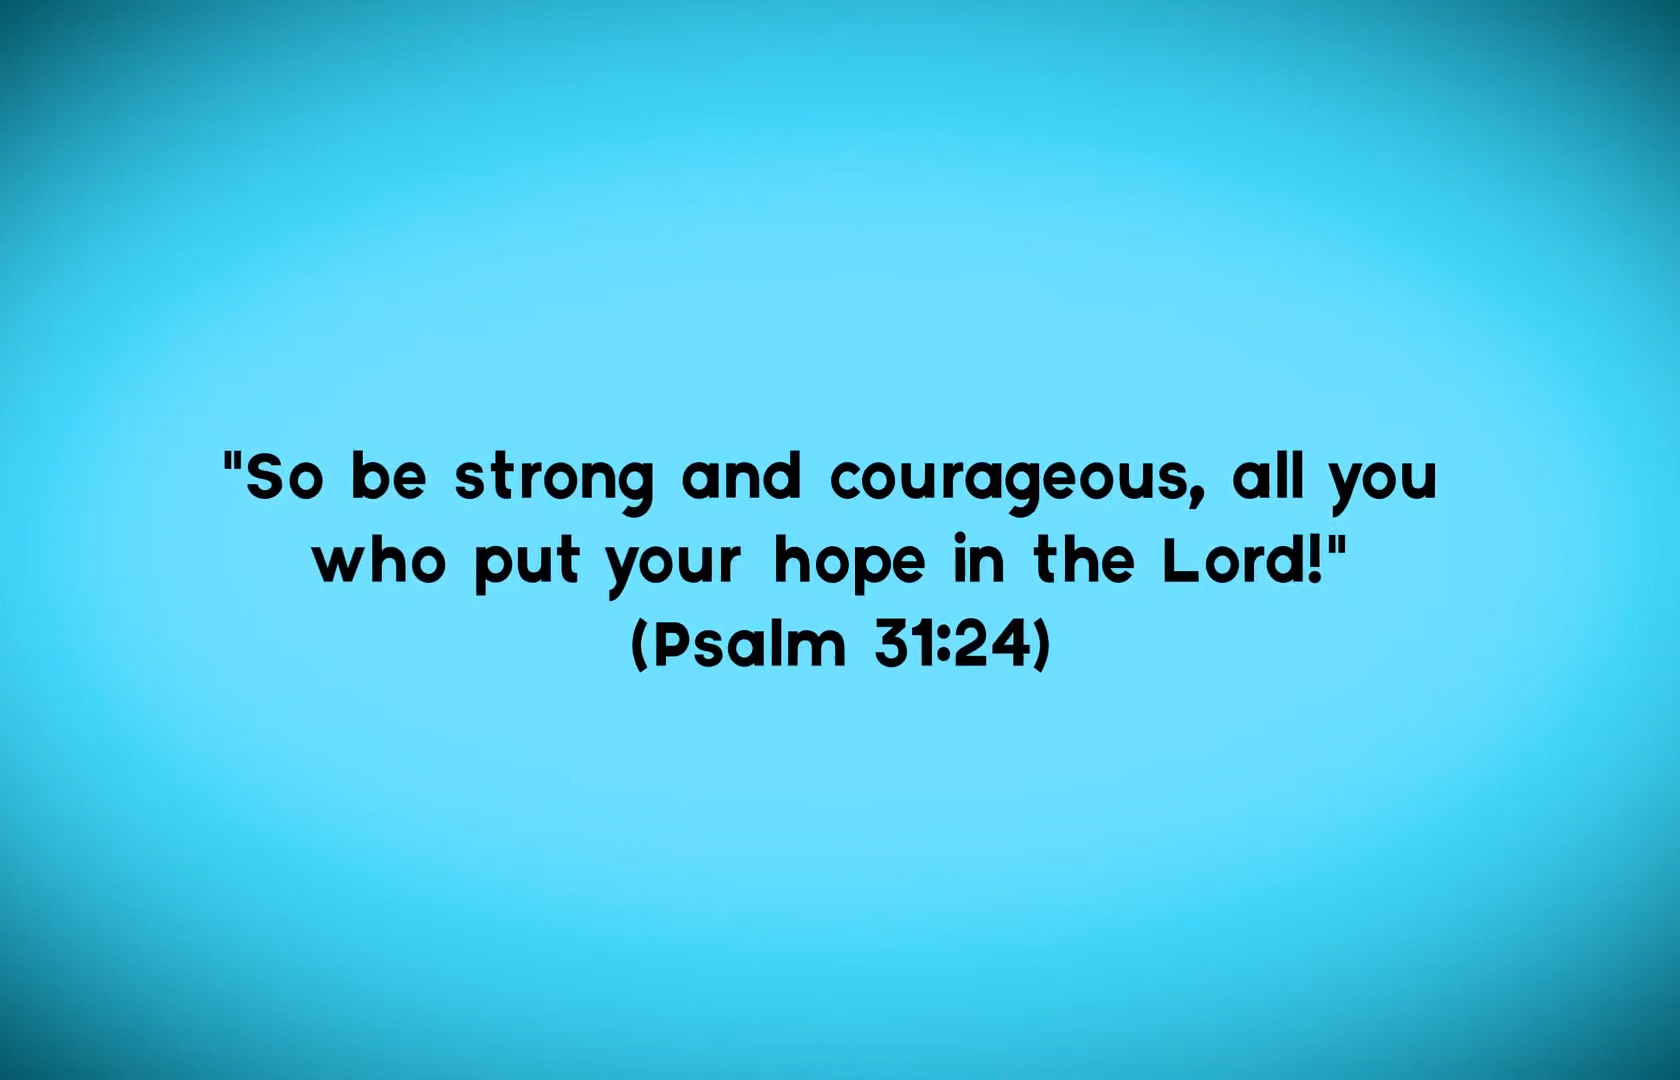 "So be strong and courageous, all you
who put your hope in the Lord!"
(Psalm 31:24)